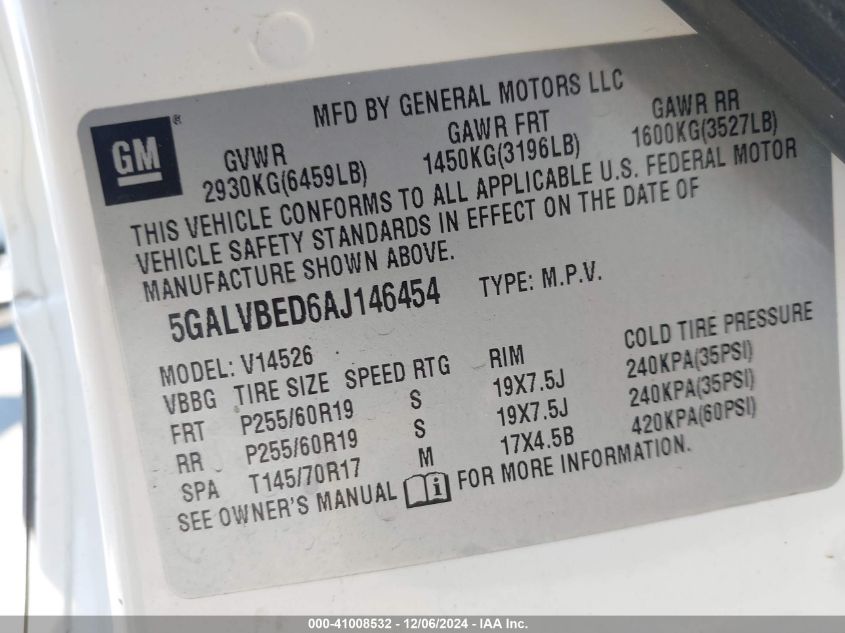 MFD BY GENERAL MOTORS LLC
GM ®
GVWR GAWR FRT GAWR RR
2930KG(6459LB) 1450KG(3196LB) 1600KG(3527LB)
THIS VEHICLE CONFORMS TO ALL APPLICABLE U.S. FEDERAL MOTOR
VEHICLE SAFETY STANDARDS IN EFFECT ON THE DATE OF
MANUFACTURE SHOWN ABOVE.
5GALVBED6AJ146454 TYPE: M.P.V.
MODEL: V14526
VBBG TIRE SIZE SPEED RTG RIM COLD TIRE PRESSURE
FRT P255/60R19 S 19X7.5J 240KPA(35PSI)
RR P255/60R19 S 19X7.5J 240KPA(35PSI)
SPA T145/70R17 M 17X4.5B 420KPA(60PSI)
SEE OWNER'S MANUAL i FOR MORE INFORMATION.
000-41008532 - 12/06/2024 - IAA Inc.